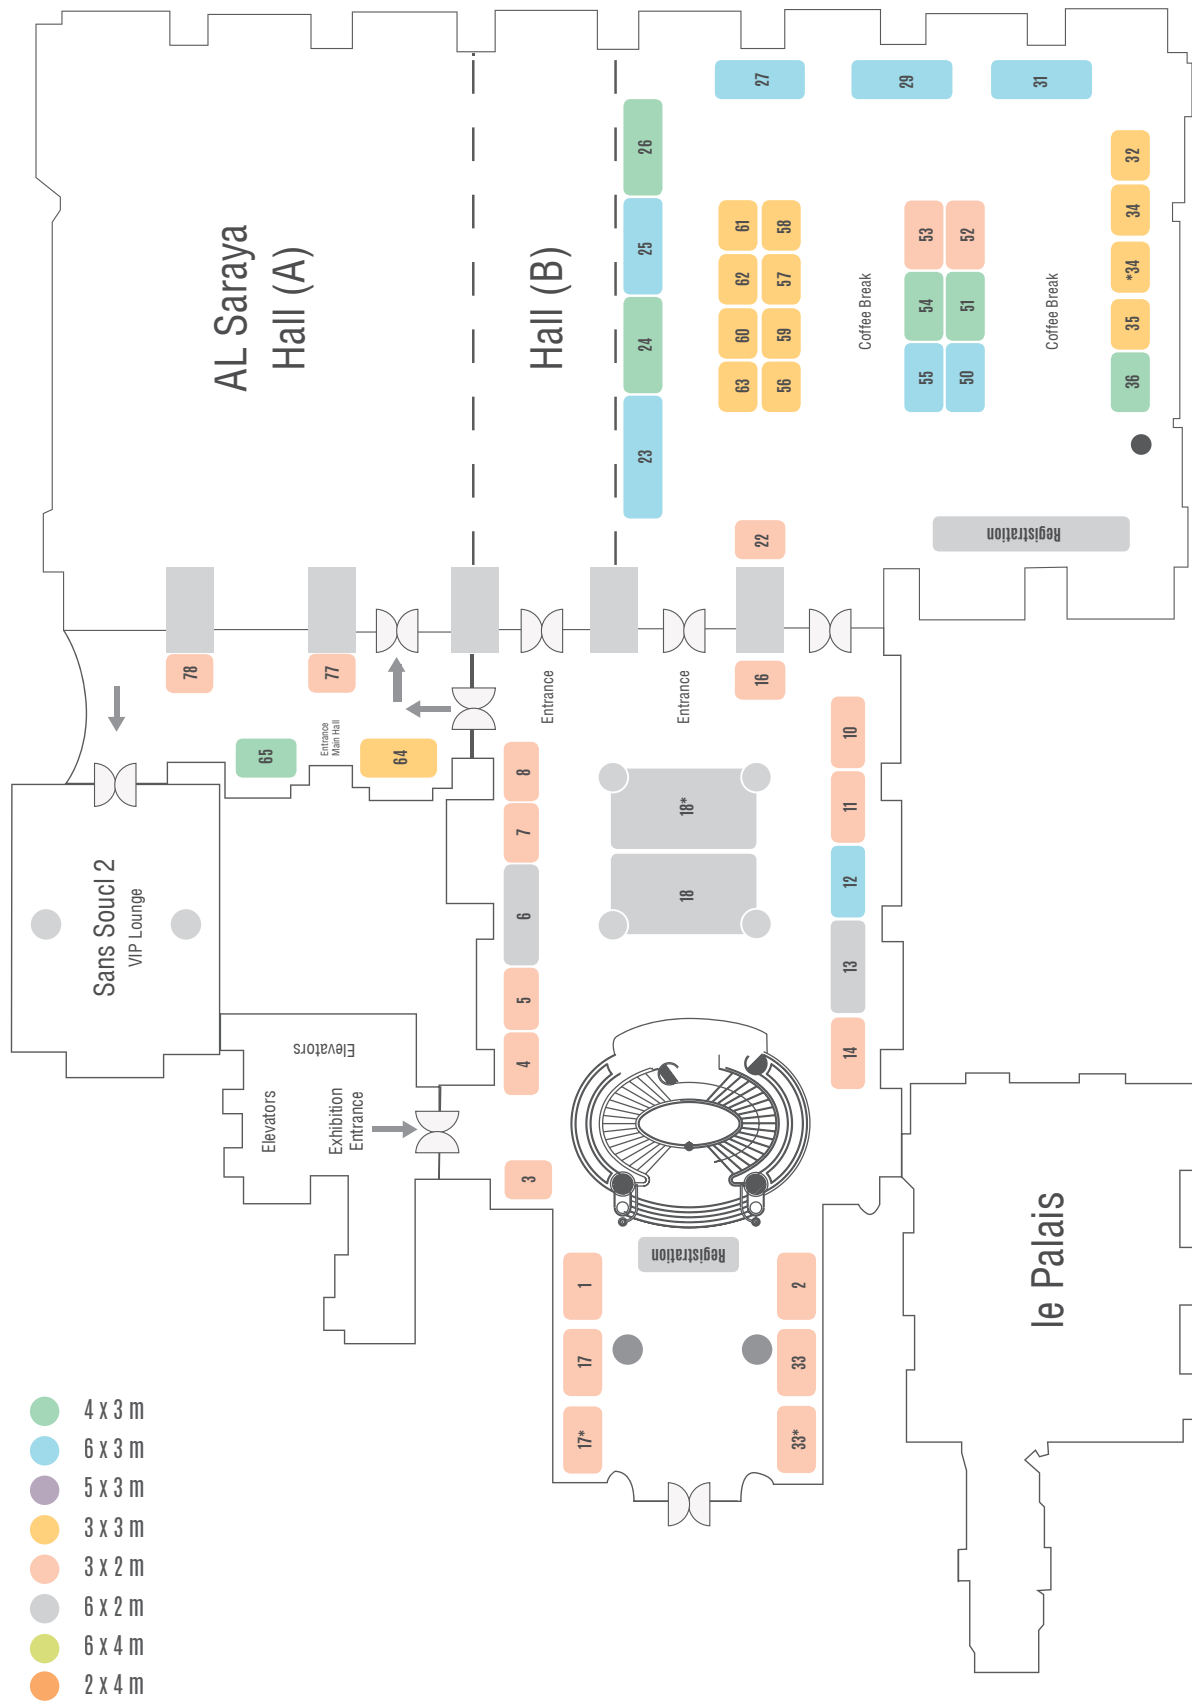 27
29
31
26
25
24
23
32
34
*34
35
36
61
58
62
57
60
59
63
56
53
52
54
51
55
50
Coffee Break
Coffee Break
AL Saraya
Hall (A)
Hall (B)
Registration
22
78
77
16
Entrance
Entrance
Entrance
Main Hall
65
64
8
7
6
5
4
3
18*
18
10
11
12
13
14
Sans Soucl 2
VIP Lounge
Elevators
Elevators
Exhibition
Entrance
Registration
1
17
17*
2
33
33*
le Palais
4 x 3 m
6 x 3 m
5 x 3 m
3 x 3 m
3 x 2 m
6 x 2 m
6 x 4 m
2 x 4 m